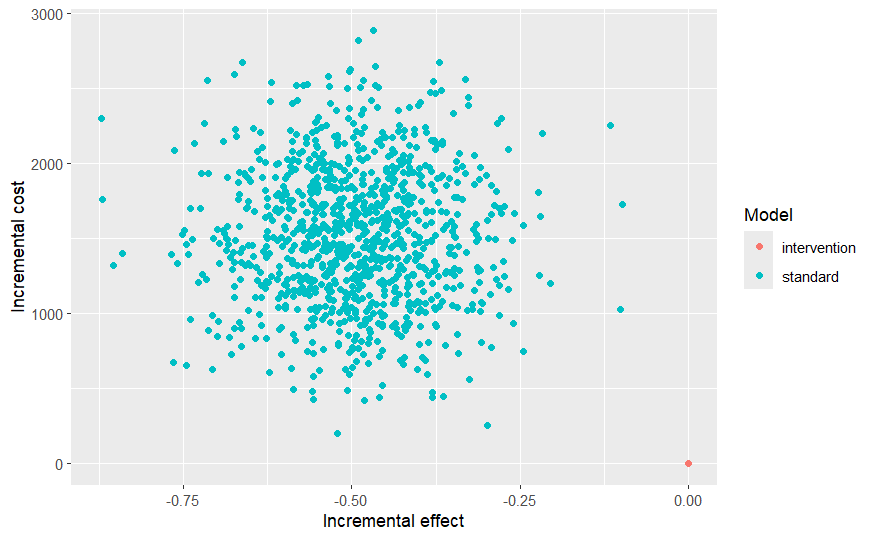 3000
2000
1000
0
Incremental cost
-0.75
-0.50
-0.25
0.00
Incremental effect
Model
intervention
standard